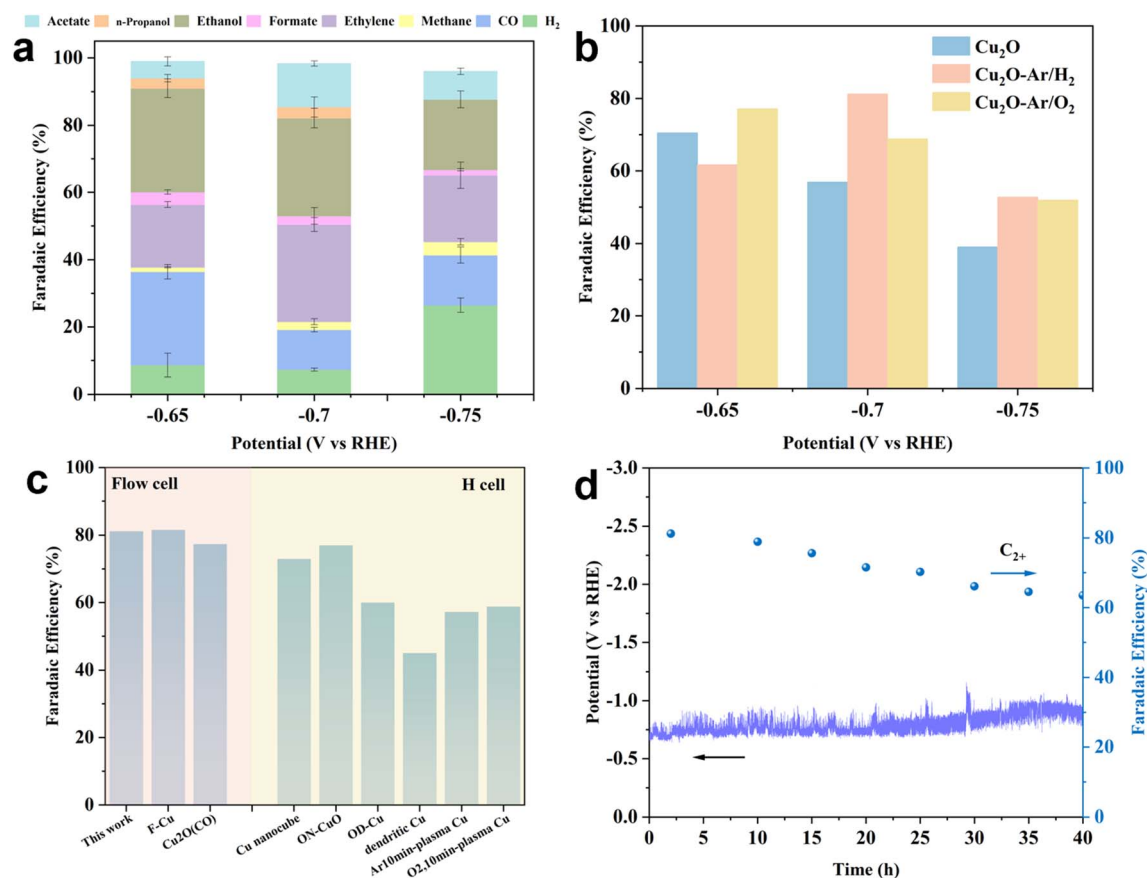 Acetate n-Propanol Ethanol Formate Ethylene Methane CO H2
a
100
80
60
40
20
0
Faradaic Efficiency (%)
-0.65 -0.7 -0.75
Potential (V vs RHE)
b
100
80
60
40
20
0
Faradaic Efficiency (%)
Cu2O
Cu2O-Ar/H2
Cu2O-Ar/O2
-0.65 -0.7 -0.75
Potential (V vs RHE)
c
100
80
60
40
20
0
Faradaic Efficiency (%)
Flow cell H cell
This work
F-Cu
Cu2O(CO)
Cu nanocube
ON-CuO
OD-Cu
dendritic Cu
Ar10min-plasma Cu
O2,10min-plasma Cu
d
-3.0
-2.5
-2.0
-1.5
-1.0
-0.5
0.0
Potential (V vs RHE)
C2+
100
80
60
40
20
0
Faradaic Efficiency (%)
0 5 10 15 20 25 30 35 40
Time (h)